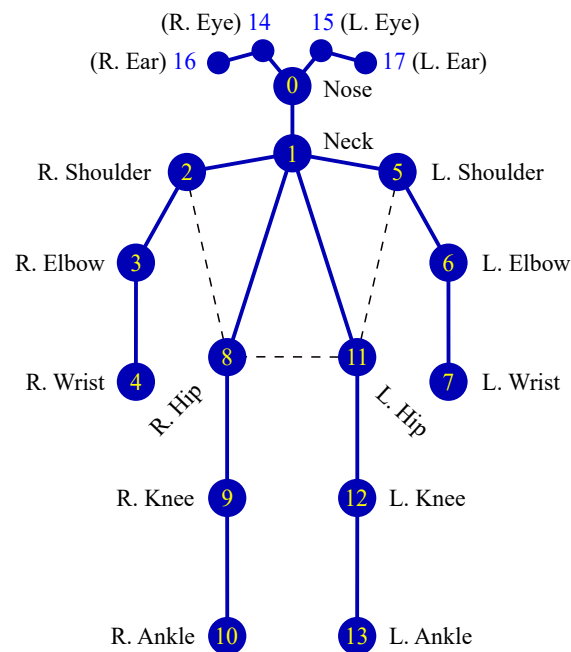 (R. Eye) 14 15 (L. Eye)
(R. Ear) 16 17 (L. Ear)
0 Nose
1 Neck
R. Shoulder 2 5 L. Shoulder
R. Elbow 3 6 L. Elbow
8 11
R. Wrist 4 7 L. Wrist
R. Hip L. Hip
R. Knee 9 12 L. Knee
R. Ankle 10 13 L. Ankle